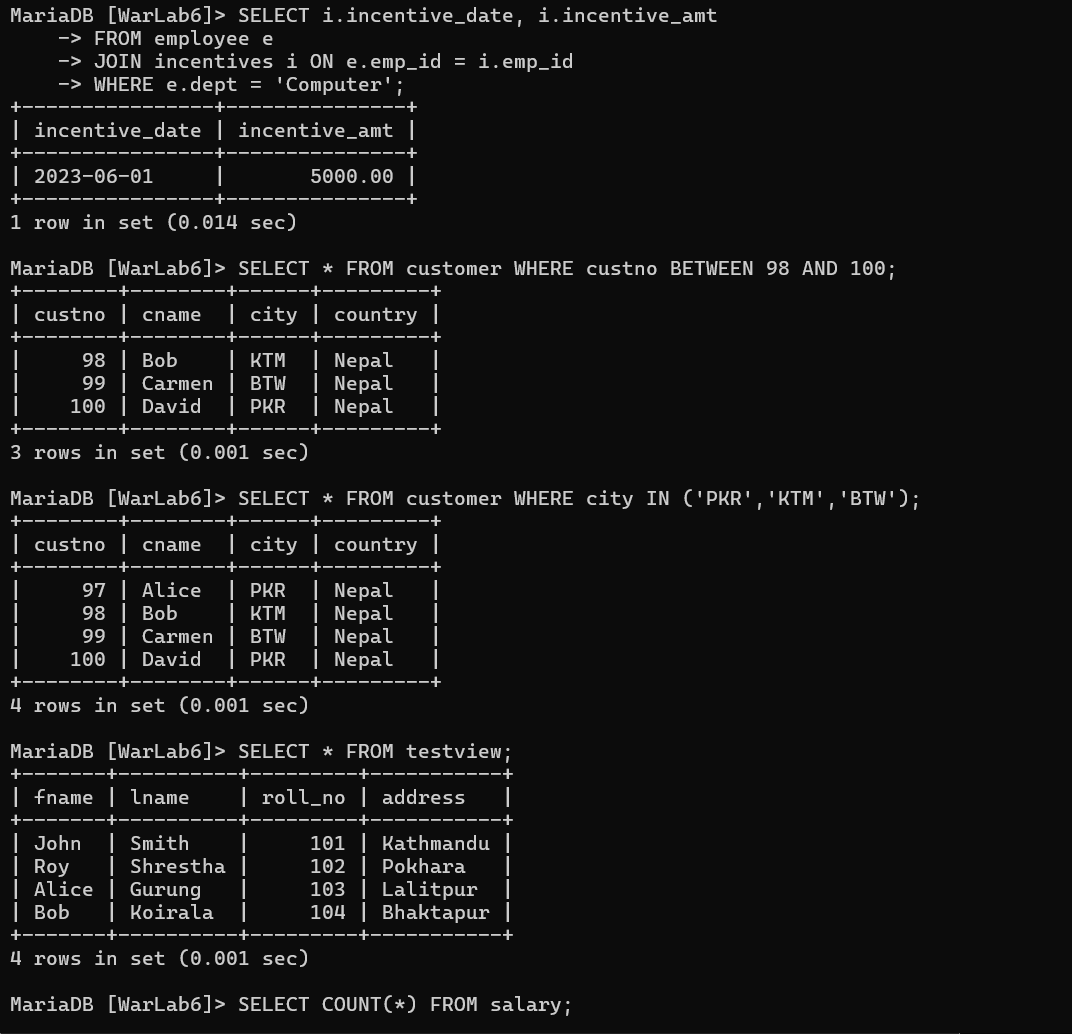 MariaDB [WarLab6]> SELECT i.incentive_date, i.incentive_amt
    -> FROM employee e
    -> JOIN incentives i ON e.emp_id = i.emp_id
    -> WHERE e.dept = 'Computer';
+----------------+---------------+
| incentive_date | incentive_amt |
+----------------+---------------+
| 2023-06-01     |       5000.00 |
+----------------+---------------+
1 row in set (0.014 sec)

MariaDB [WarLab6]> SELECT * FROM customer WHERE custno BETWEEN 98 AND 100;
+--------+--------+------+---------+
| custno | cname  | city | country |
+--------+--------+------+---------+
|     98 | Bob    | KTM  | Nepal   |
|     99 | Carmen | BTW  | Nepal   |
|    100 | David  | PKR  | Nepal   |
+--------+--------+------+---------+
3 rows in set (0.001 sec)

MariaDB [WarLab6]> SELECT * FROM customer WHERE city IN ('PKR','KTM','BTW');
+--------+--------+------+---------+
| custno | cname  | city | country |
+--------+--------+------+---------+
|     97 | Alice  | PKR  | Nepal   |
|     98 | Bob    | KTM  | Nepal   |
|     99 | Carmen | BTW  | Nepal   |
|    100 | David  | PKR  | Nepal   |
+--------+--------+------+---------+
4 rows in set (0.001 sec)

MariaDB [WarLab6]> SELECT * FROM testview;
+-------+----------+---------+-----------+
| fname | lname    | roll_no | address   |
+-------+----------+---------+-----------+
| John  | Smith    |     101 | Kathmandu |
| Roy   | Shrestha |     102 | Pokhara   |
| Alice | Gurung   |     103 | Lalitpur  |
| Bob   | Koirala  |     104 | Bhaktapur |
+-------+----------+---------+-----------+
4 rows in set (0.001 sec)

MariaDB [WarLab6]> SELECT COUNT(*) FROM salary;